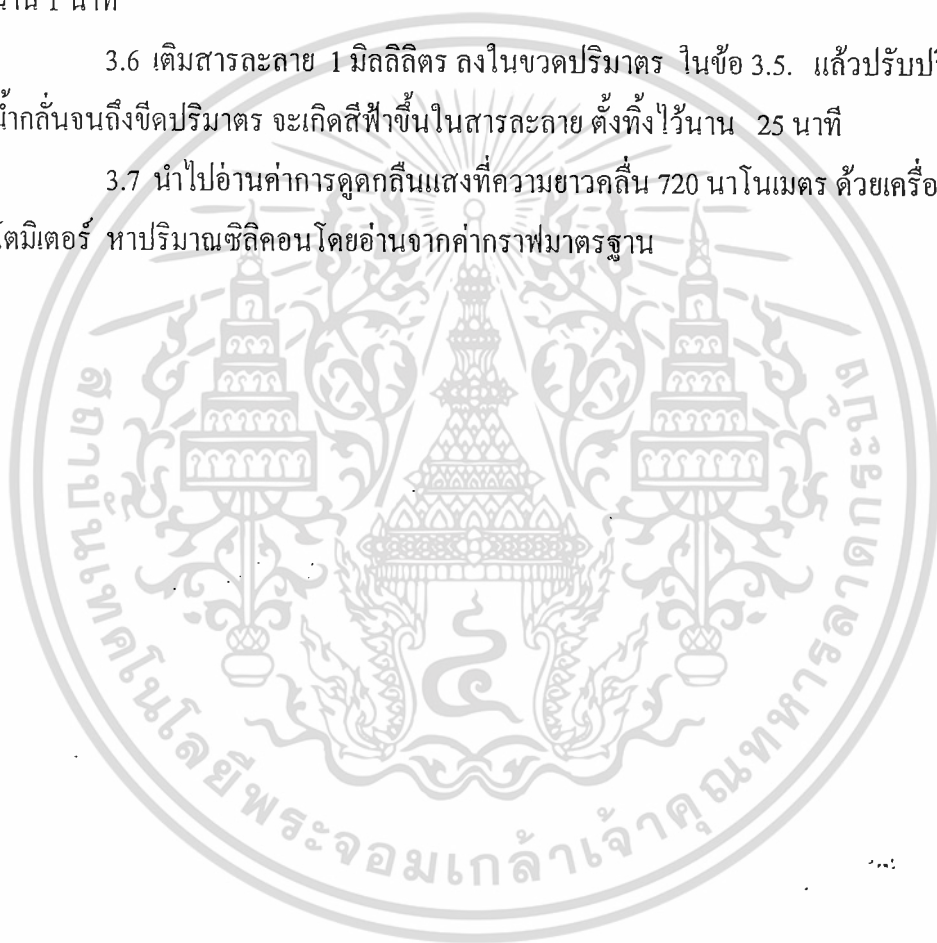 นาน 1 นาที
3.6 เติมสารละลาย 1 มิลลิลิตร ลงในขวดปริมาตร ในข้อ 3.5. แล้วปรับป
น้ำกลั่นจนถึงขีดปริมาตร จะเกิดสีฟ้าขึ้นในสารละลาย ตั้งทิ้งไว้นาน 25 นาที
3.7 นำไปอ่านค่าการดูดกลืนแสงที่ความยาวคลื่น 720 นาโนเมตร ด้วยเครื่อ
โตมิเตอร์ หาปริมาณซิลิคอนโดยอ่านจากค่ากราฟมาตรฐาน
สถาบันเทคโนโลยีพระจอมเกล้าเจ้าคุณทหารลาดกระบัง
๔